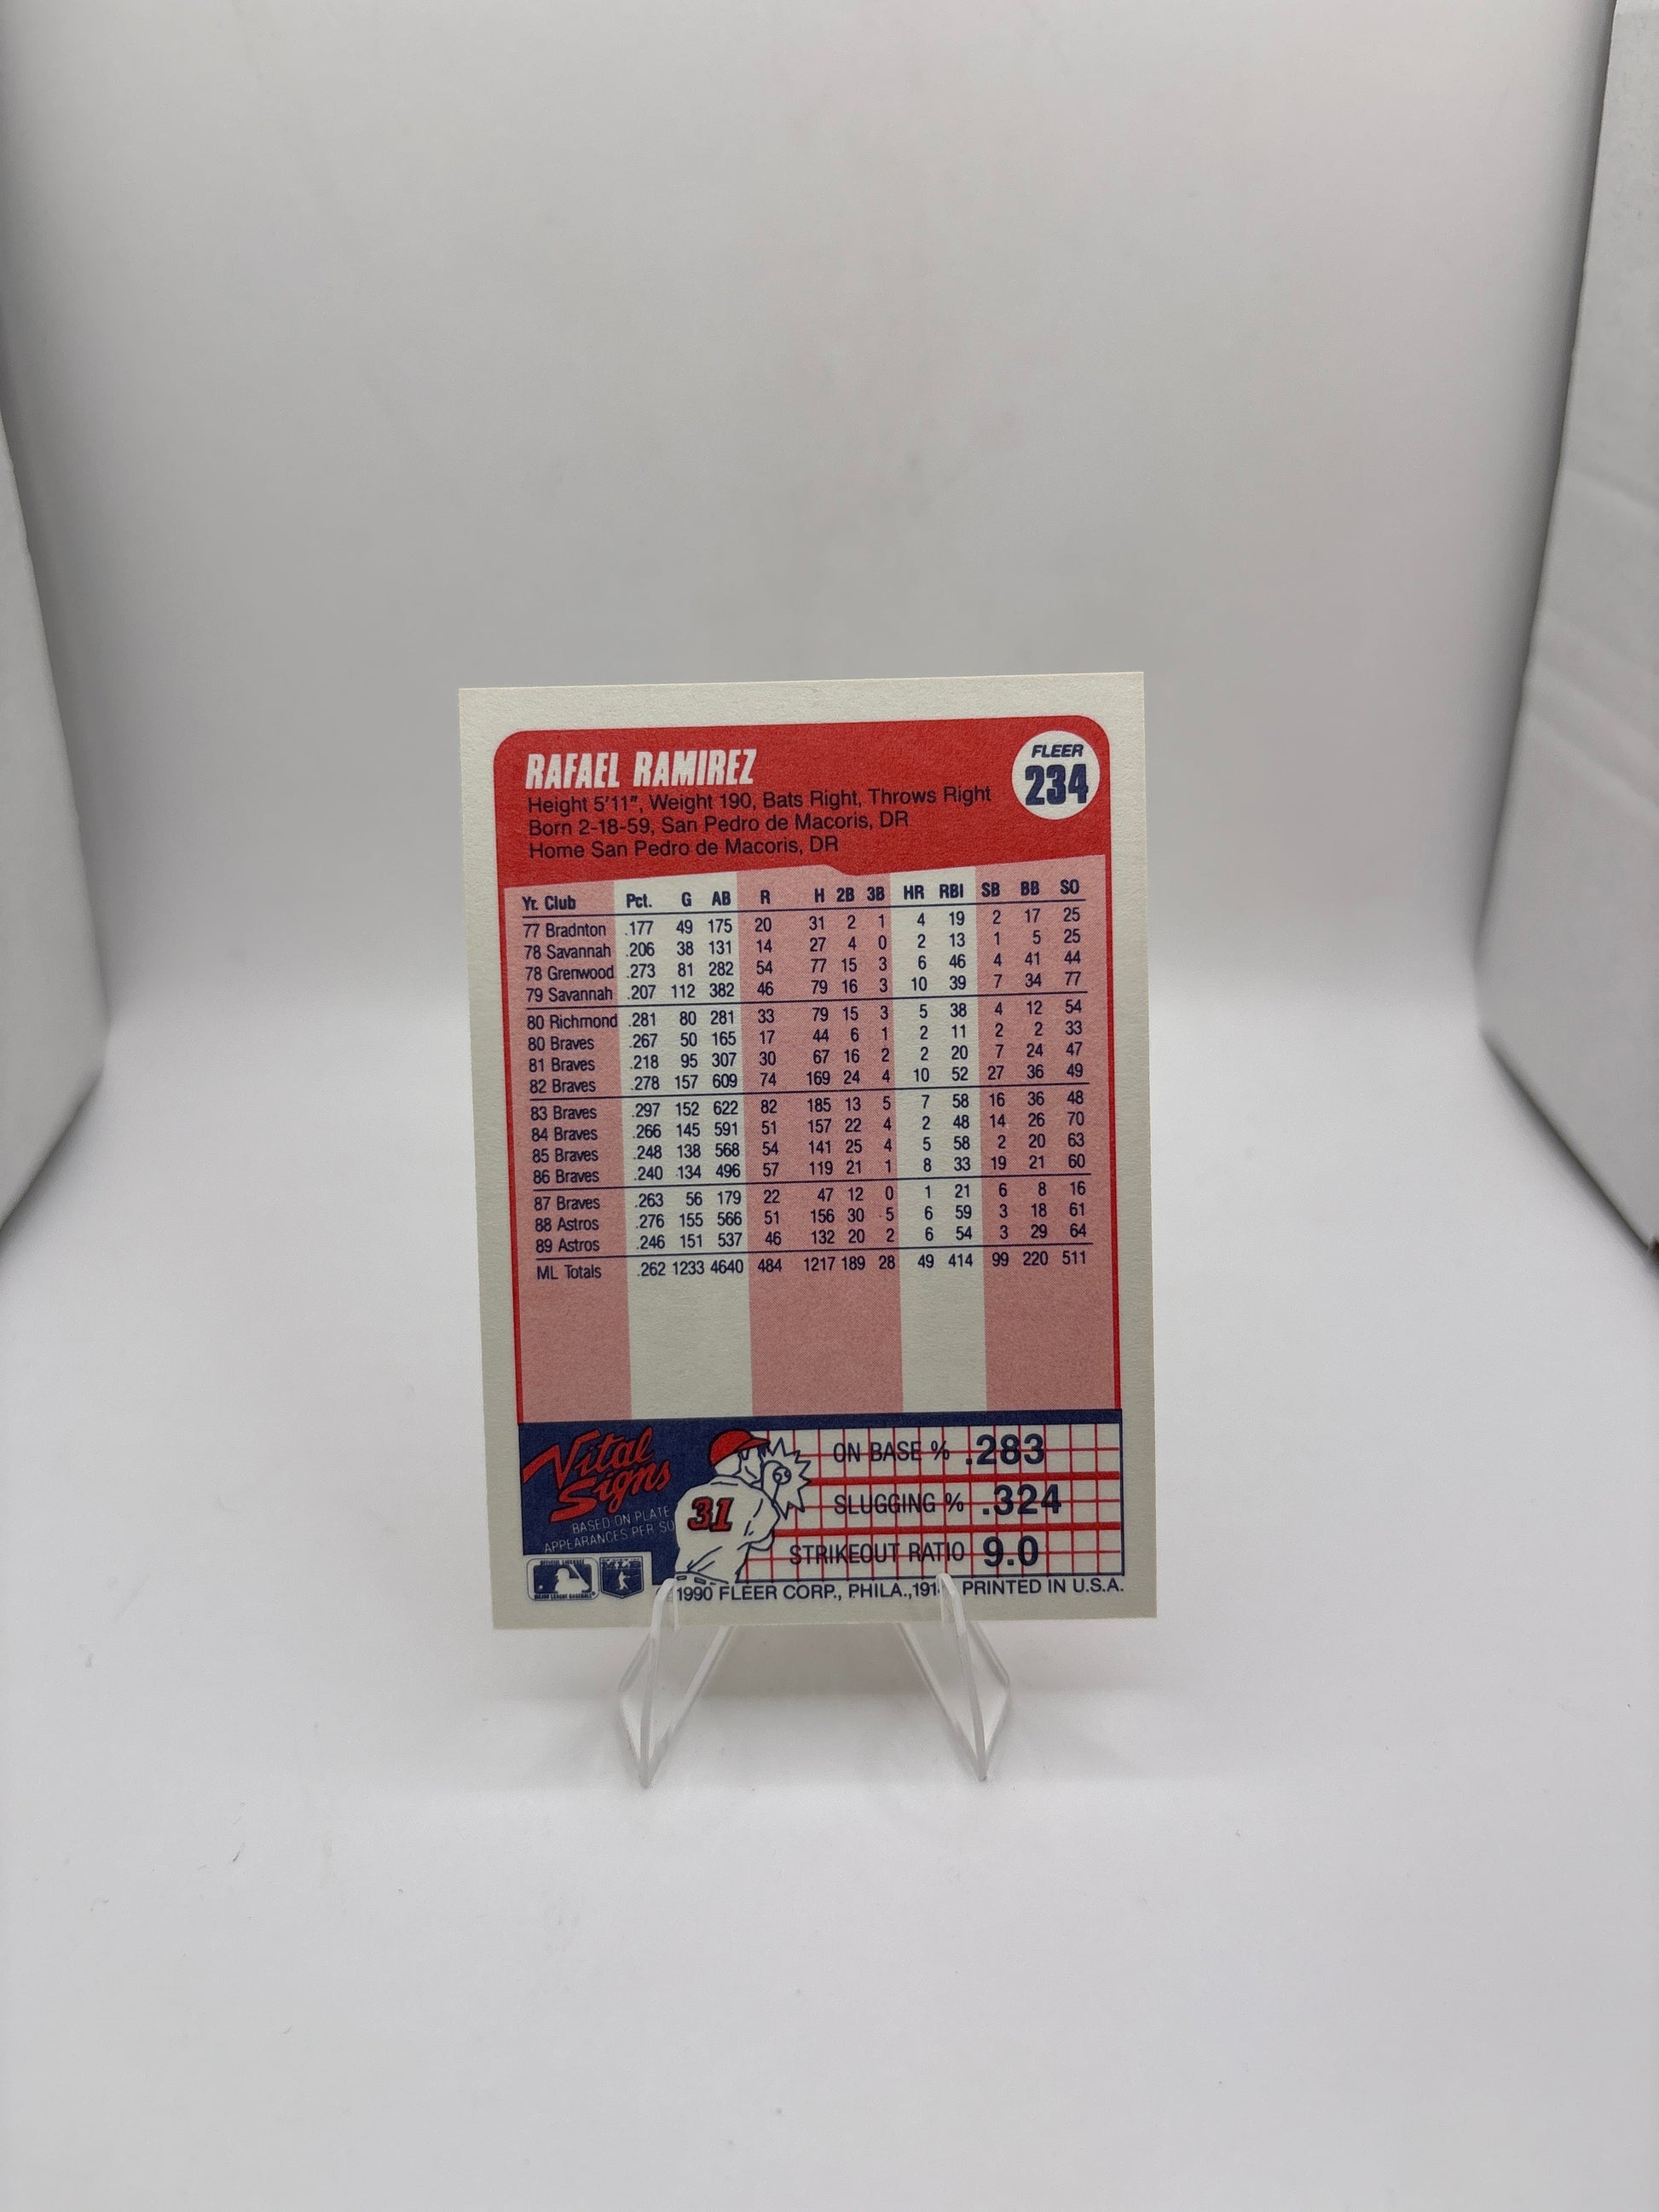 RAFAEL RAMIREZ
FLEER
234
Height 5'11", Weight 190, Bats Right, Throws Right
Born 2-18-59, San Pedro de Macoris, DR
Home San Pedro de Macoris, DR
Yr. Club Pct. G AB R H 2B 3B HR RBI SB BB SO
77 Bradnton .177 49 175 20 31 2 1 4 19 2 17 25
78 Savannah .206 38 131 14 27 4 0 2 13 1 5 25
78 Grenwood .273 81 282 54 77 15 3 6 46 4 41 44
79 Savannah .207 112 382 46 79 16 3 10 39 7 34 77
80 Richmond .281 80 281 33 79 15 3 5 38 4 12 54
80 Braves .267 50 165 17 44 6 1 2 11 2 2 33
81 Braves .218 95 307 30 67 16 2 2 20 7 24 47
82 Braves .278 157 609 74 169 24 4 10 52 27 36 49
83 Braves .297 152 622 82 185 13 5 7 58 16 36 48
84 Braves .266 145 591 51 157 22 4 2 48 14 26 70
85 Braves .248 138 568 54 141 25 4 5 58 2 20 63
86 Braves .240 134 496 57 119 21 1 8 33 19 21 60
87 Braves .263 56 179 22 47 12 0 1 21 6 8 16
88 Astros .276 155 566 51 156 30 5 6 59 3 18 61
89 Astros .246 151 537 46 132 20 2 6 54 3 29 64
ML Totals .262 1233 4640 484 1217 189 28 49 414 99 220 511
Vital
Signs
BASED ON PLATE
APPEARANCES PER SO
31
ON BASE % .283
SLUGGING % .324
STRIKEOUT RATIO 9.0
1990 FLEER CORP., PHILA., PRINTED IN U.S.A.